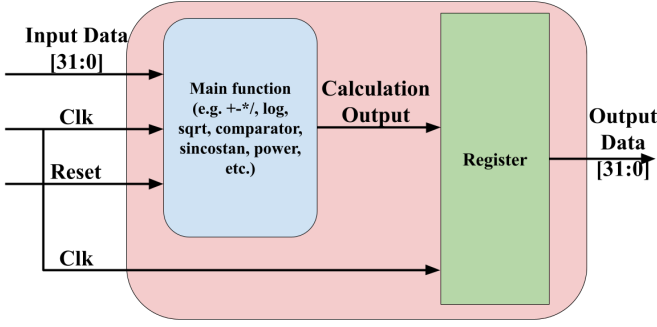 Input Data
[31:0]
Clk
Reset
Clk
Main function
(e.g. +-*/, log,
sqrt, comparator,
sincostan, power,
etc.)
Calculation
Output
Register
Output
Data
[31:0]